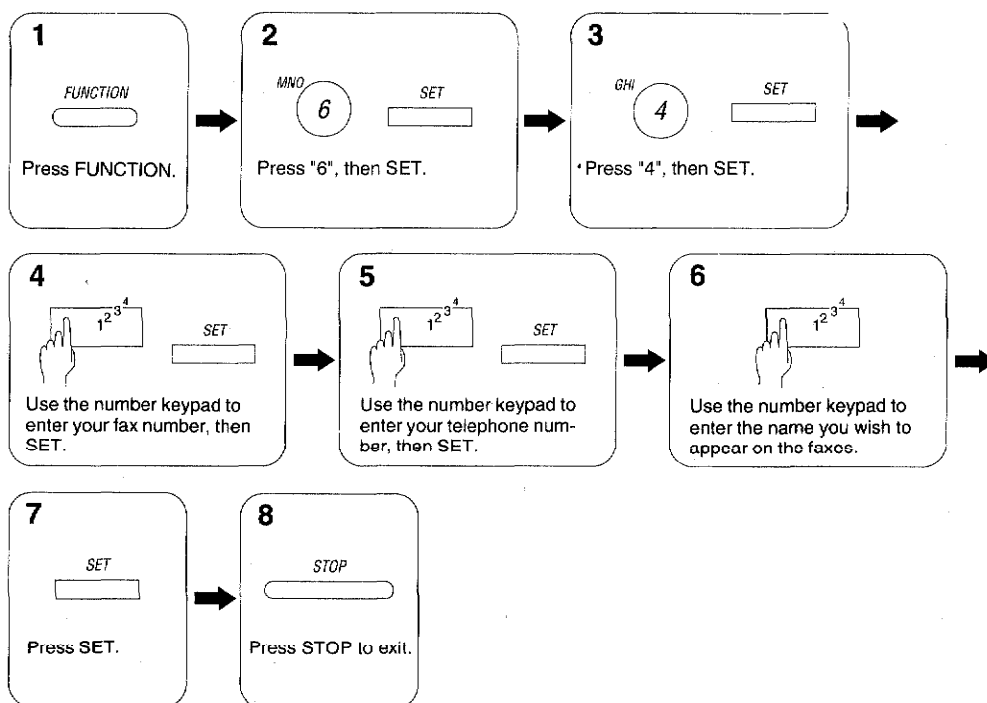 1
FUNCTION
Press FUNCTION.
2
MNO 6 SET
Press "6", then SET.
3
GHI 4 SET
Press "4", then SET.
4
1 2 3 4
SET
Use the number keypad to
enter your fax number, then
SET.
5
1 2 3 4
SET
Use the number keypad to
enter your telephone num-
ber, then SET.
6
1 2 3 4
Use the number keypad to
enter the name you wish to
appear on the faxes.
7
SET
Press SET.
8
STOP
Press STOP to exit.